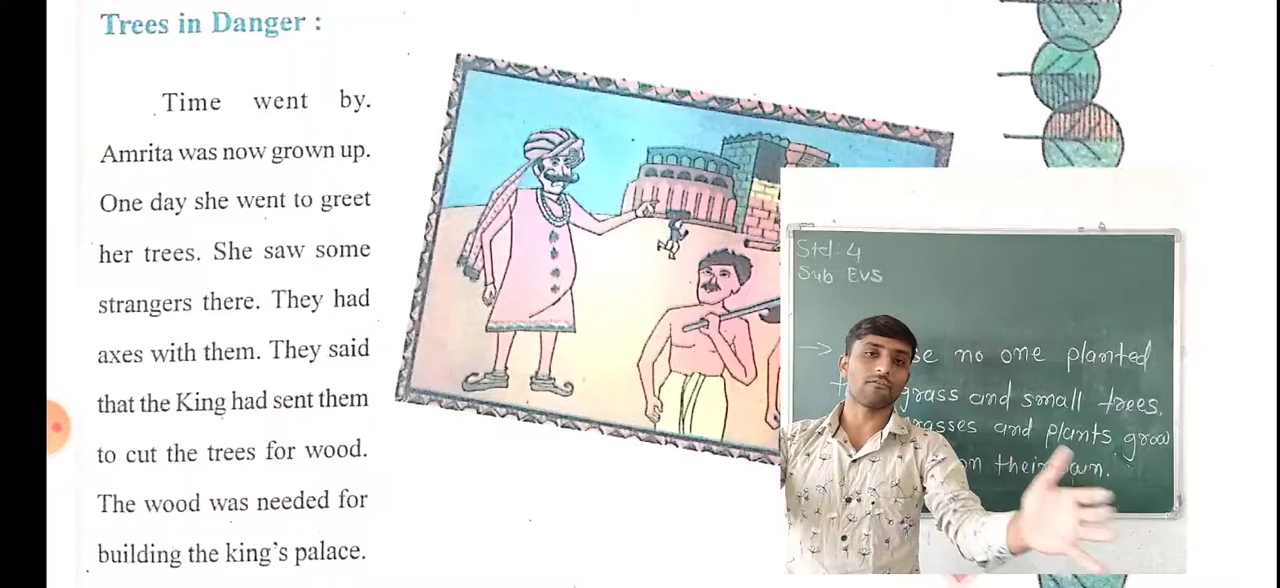 Trees in Danger :
Time went by.
Amrita was now grown up.
One day she went to greet
her trees. She saw some
strangers there. They had
axes with them. They said
that the King had sent them
to cut the trees for wood.
The wood was needed for
building the king's palace.
Std:- 4
Sub EVS
→ no one planted
grass and small trees.
and plants grow
on their own.